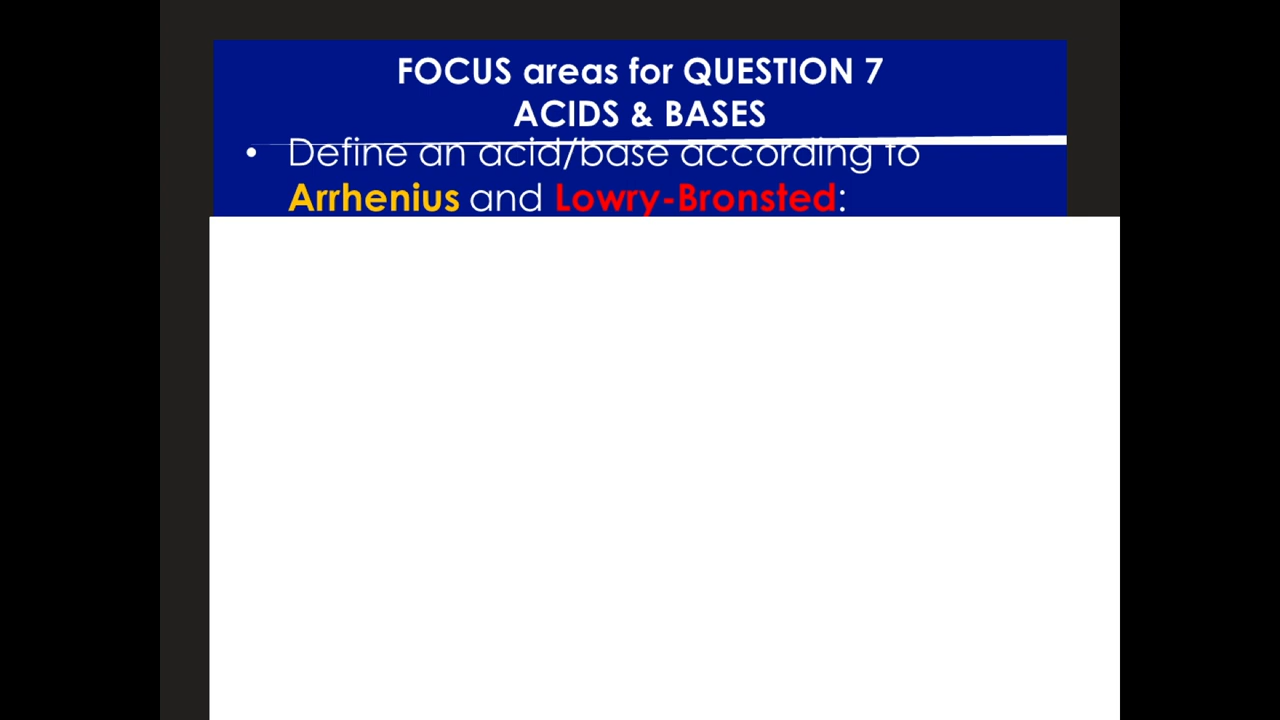 FOCUS areas for QUESTION 7
ACIDS & BASES
• Define an acid/base according to
Arrhenius and Lowry-Bronsted: